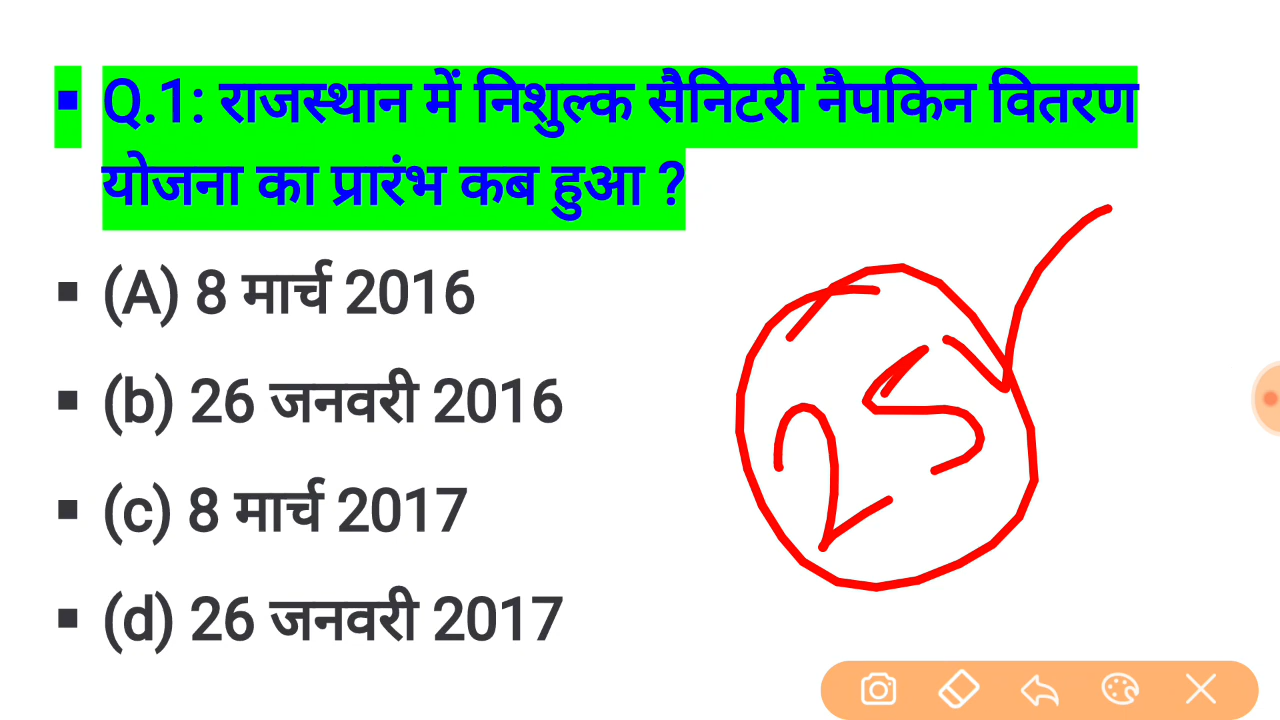 ▪ Q.1: राजस्थान में निशुल्क सैनिटरी नैपकिन वितरण
योजना का प्रारंभ कब हुआ ?
▪ (A) 8 मार्च 2016
▪ (b) 26 जनवरी 2016
▪ (c) 8 मार्च 2017
▪ (d) 26 जनवरी 2017
25